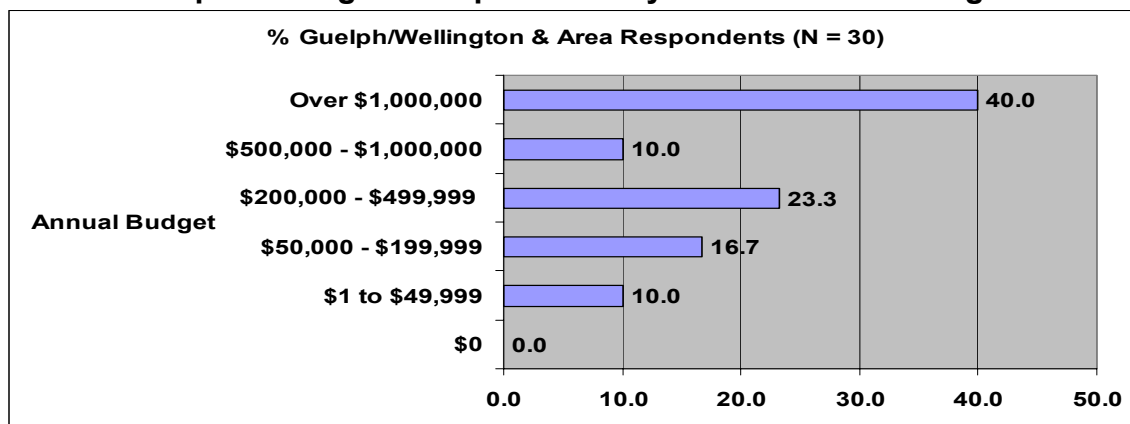 % Guelph/Wellington & Area Respondents (N = 30)
Over $1,000,000 40.0
$500,000 - $1,000,000 10.0
$200,000 - $499,999 23.3
Annual Budget
$50,000 - $199,999 16.7
$1 to $49,999 10.0
$0 0.0
0.0 10.0 20.0 30.0 40.0 50.0